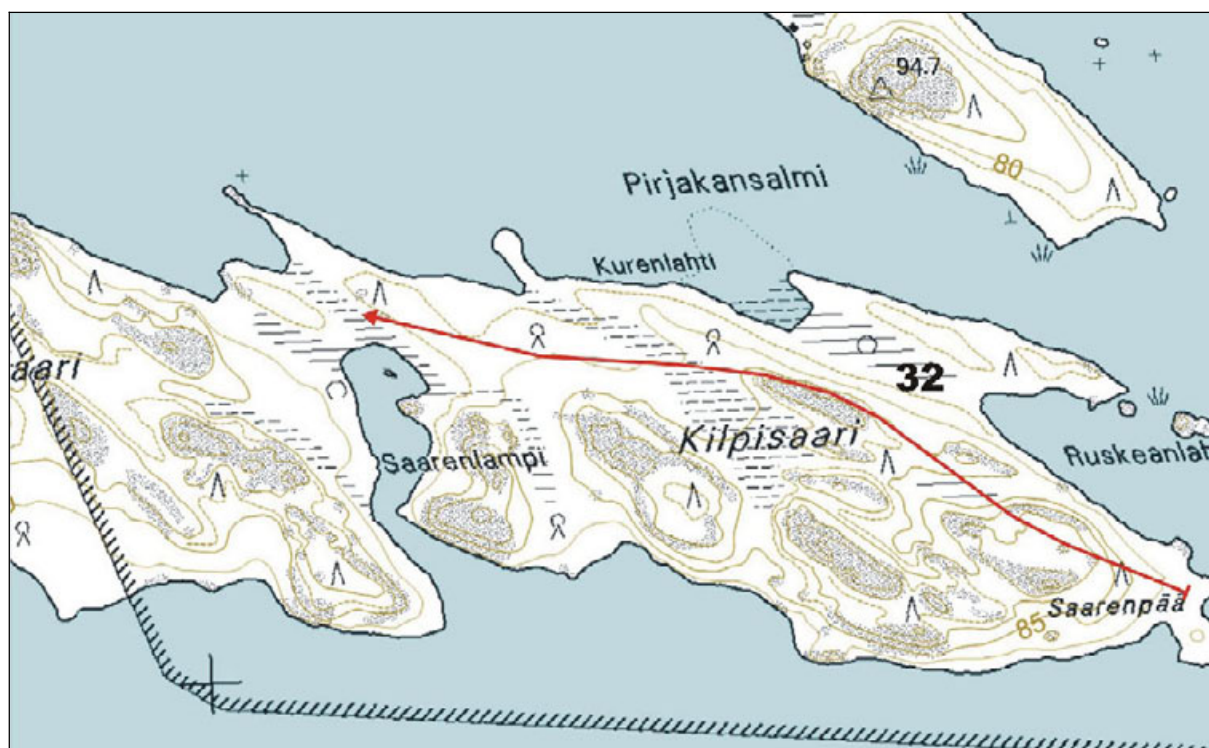 94.7
80
Pirjakansalmi
Kurenlahti
32
aari
Kilpisaari
Saarenlampi
Ruskeanlah
Saarenpää
85